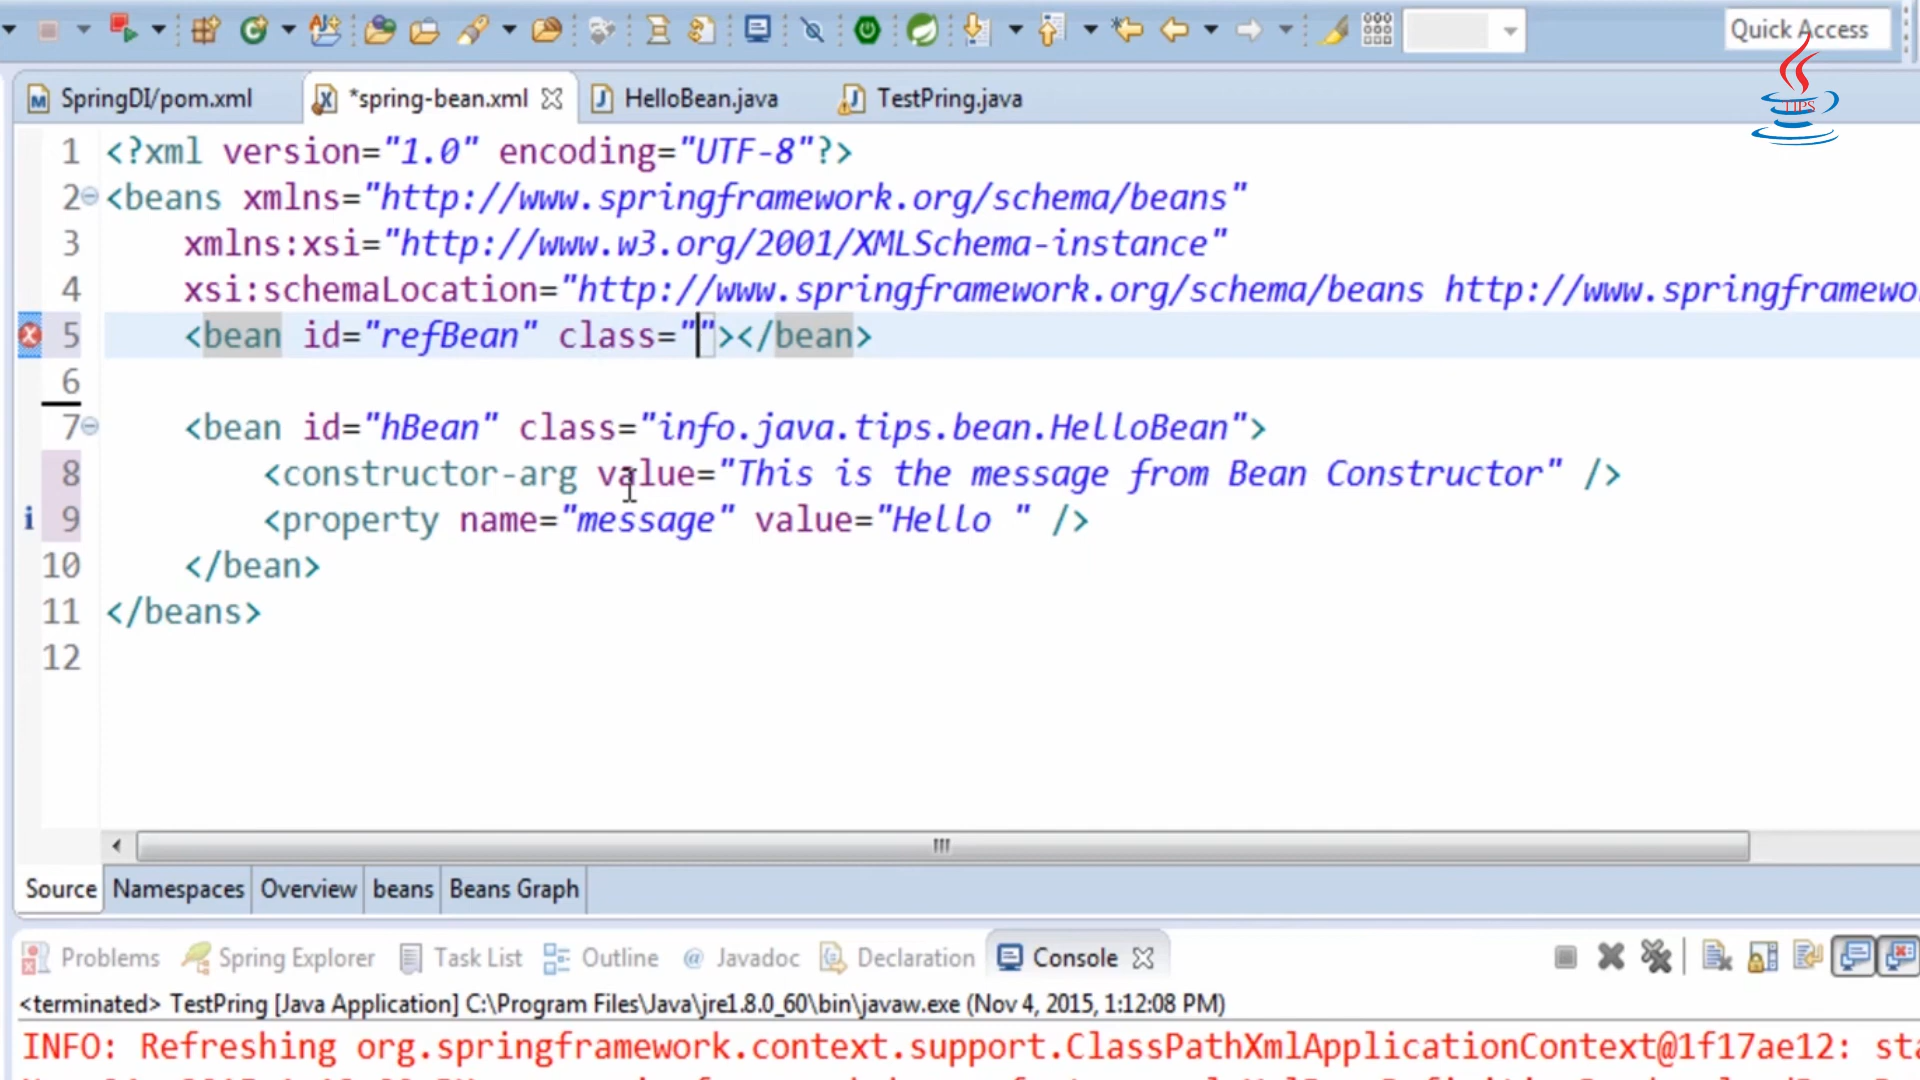 Quick Access
TIPS
SpringDI/pom.xml
*spring-bean.xml
HelloBean.java
TestPring.java
1 <?xml version="1.0" encoding="UTF-8"?>
2 <beans xmlns="http://www.springframework.org/schema/beans"
3 xmlns:xsi="http://www.w3.org/2001/XMLSchema-instance"
4 xsi:schemaLocation="http://www.springframework.org/schema/beans http://www.springframewo
5 <bean id="refBean" class=""></bean>
6
7 <bean id="hBean" class="info.java.tips.bean.HelloBean">
8 <constructor-arg value="This is the message from Bean Constructor" />
9 <property name="message" value="Hello " />
10 </bean>
11 </beans>
12
Source Namespaces Overview beans Beans Graph
Problems Spring Explorer Task List Outline @ Javadoc Declaration Console
<terminated> TestPring [Java Application] C:\Program Files\Java\jre1.8.0_60\bin\javaw.exe (Nov 4, 2015, 1:12:08 PM)
INFO: Refreshing org.springframework.context.support.ClassPathXmlApplicationContext@1f17ae12: sta